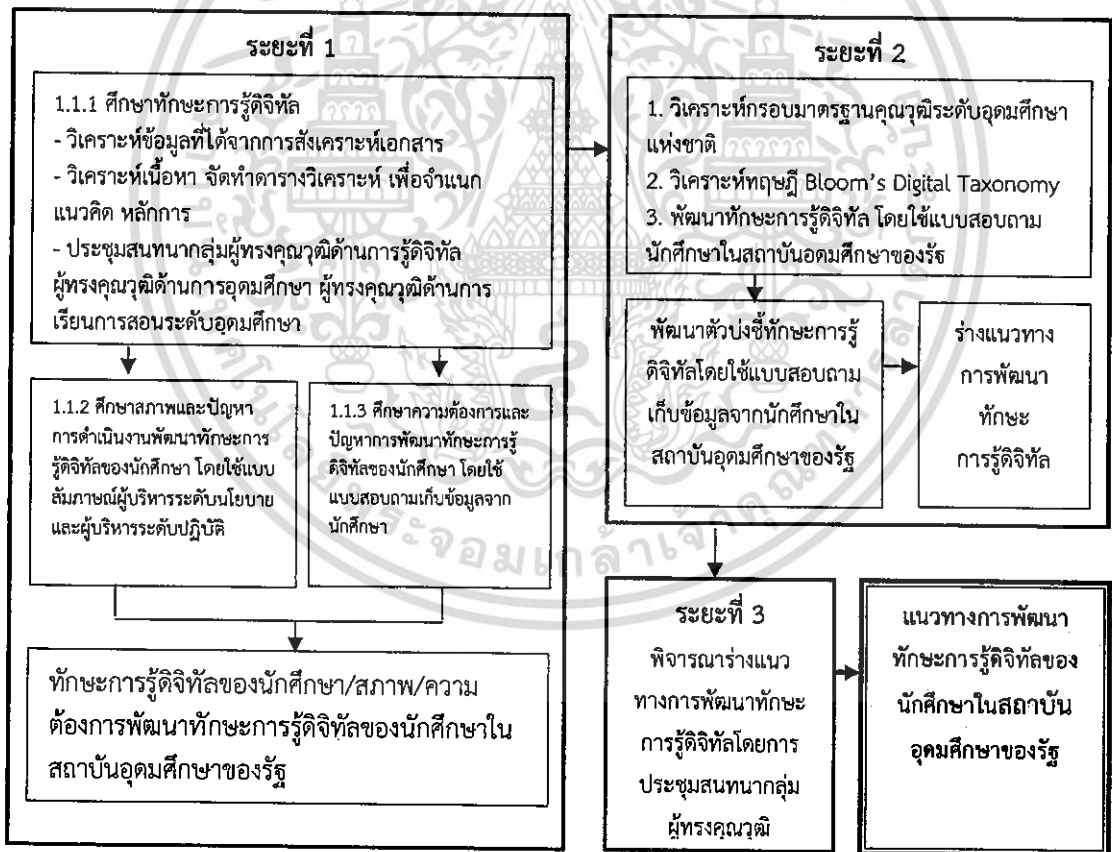 ระยะที่ 1
1.1.1 ศึกษาทักษะการรู้ดิจิทัล
- วิเคราะห์ข้อมูลที่ได้จากการสังเคราะห์เอกสาร
- วิเคราะห์เนื้อหา จัดทำตารางวิเคราะห์ เพื่อจำแนก
แนวคิด หลักการ
- ประชุมสนทนากลุ่มผู้ทรงคุณวุฒิด้านการรู้ดิจิทัล
ผู้ทรงคุณวุฒิด้านการอุดมศึกษา ผู้ทรงคุณวุฒิด้านการ
เรียนการสอนระดับอุดมศึกษา
1.1.2 ศึกษาสภาพและปัญหา
การดำเนินงานพัฒนาทักษะการ
รู้ดิจิทัลของนักศึกษา โดยใช้แบบ
สัมภาษณ์ผู้บริหารระดับนโยบาย
และผู้บริหารระดับปฏิบัติ
1.1.3 ศึกษาความต้องการและ
ปัญหาการพัฒนาทักษะการรู้
ดิจิทัลของนักศึกษา โดยใช้
แบบสอบถามเก็บข้อมูลจาก
นักศึกษา
ทักษะการรู้ดิจิทัลของนักศึกษา/สภาพ/ความ
ต้องการพัฒนาทักษะการรู้ดิจิทัลของนักศึกษาใน
สถาบันอุดมศึกษาของรัฐ
ระยะที่ 2
1. วิเคราะห์กรอบมาตรฐานคุณวุฒิระดับอุดมศึกษา
แห่งชาติ
2. วิเคราะห์ทฤษฎี Bloom's Digital Taxonomy
3. พัฒนาทักษะการรู้ดิจิทัล โดยใช้แบบสอบถาม
นักศึกษาในสถาบันอุดมศึกษาของรัฐ
พัฒนาตัวบ่งชี้ทักษะการรู้
ดิจิทัลโดยใช้แบบสอบถาม
เก็บข้อมูลจากนักศึกษาใน
สถาบันอุดมศึกษาของรัฐ
ร่างแนวทาง
การพัฒนา
ทักษะ
การรู้ดิจิทัล
ระยะที่ 3
พิจารณาร่างแนว
ทางการพัฒนาทักษะ
การรู้ดิจิทัลโดยการ
ประชุมสนทนากลุ่ม
ผู้ทรงคุณวุฒิ
แนวทางการพัฒนา
ทักษะการรู้ดิจิทัลของ
นักศึกษาในสถาบัน
อุดมศึกษาของรัฐ